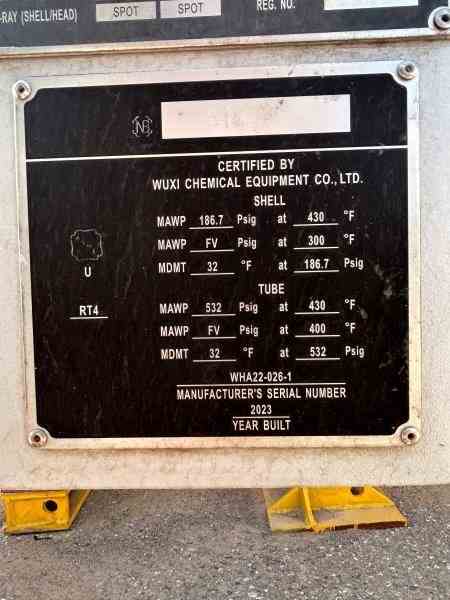 -RAY (SHELL/HEAD) SPOT SPOT REG. NO.
NB
CERTIFIED BY
WUXI CHEMICAL EQUIPMENT CO., LTD.
SHELL
MAWP 186.7 Psig at 430 °F
MAWP FV Psig at 300 °F
MDMT 32 °F at 186.7 Psig
U
RT4
TUBE
MAWP 532 Psig at 430 °F
MAWP FV Psig at 400 °F
MDMT 32 °F at 532 Psig
WHA22-026-1
MANUFACTURER'S SERIAL NUMBER
2023
YEAR BUILT